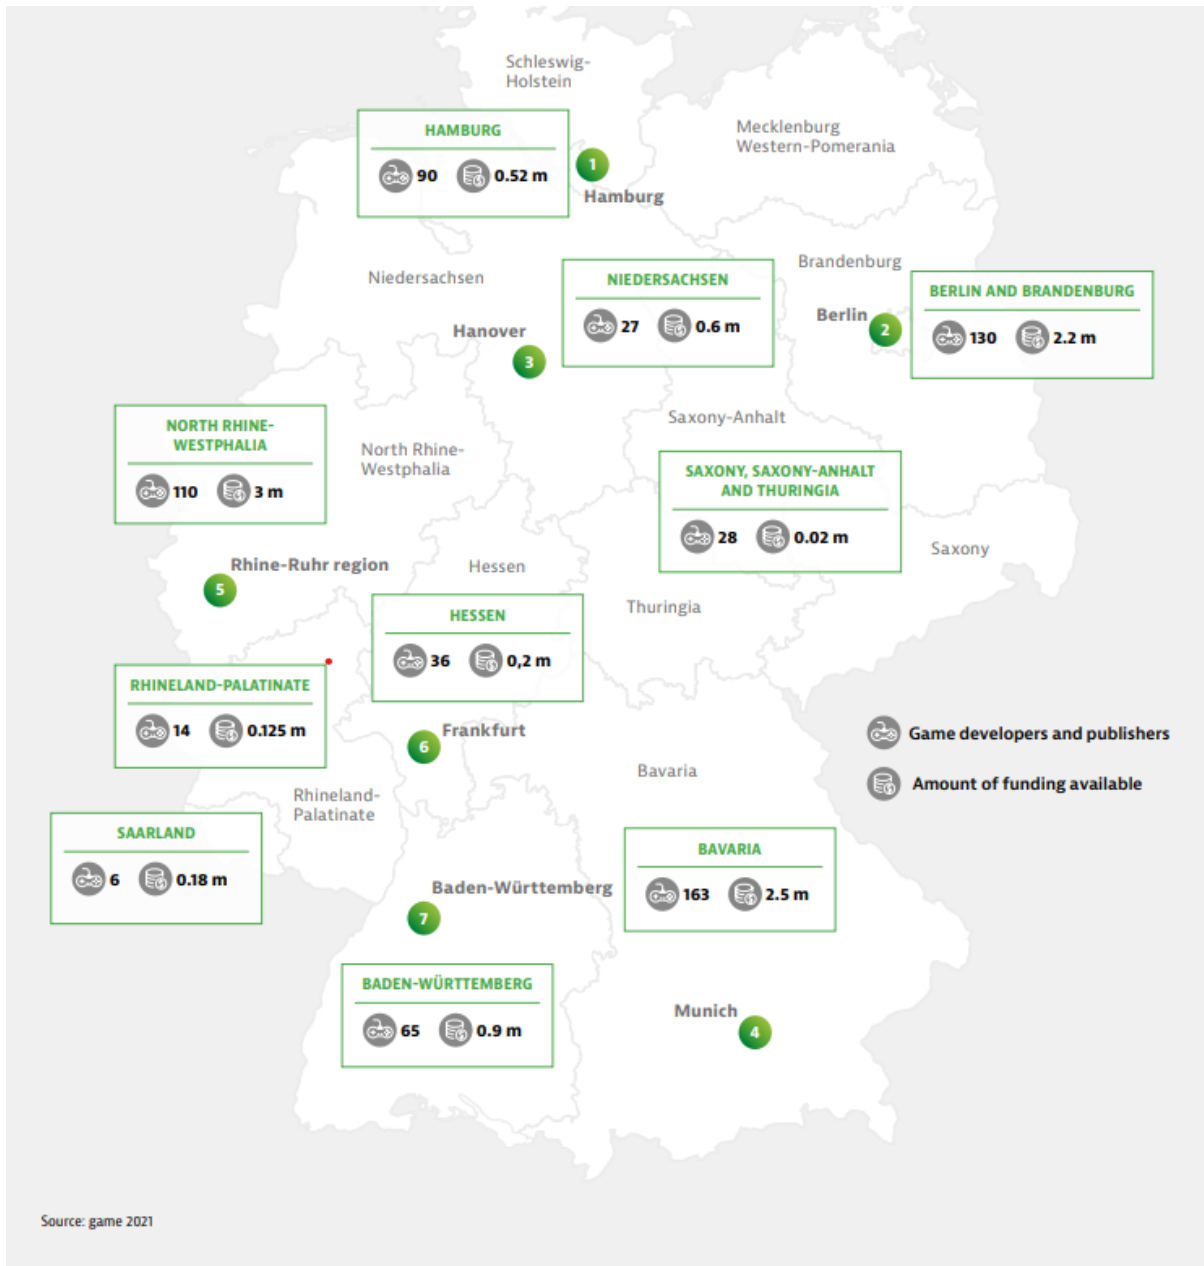 Schleswig-
Holstein
Mecklenburg
Western-Pomerania
HAMBURG
90 0.52 m
1
Hamburg
Niedersachsen
Brandenburg
NIEDERSACHSEN
27 0.6 m
BERLIN AND BRANDENBURG
130 2.2 m
Berlin
2
Hanover
3
NORTH RHINE-
WESTPHALIA
110 3 m
North Rhine-
Westphalia
Saxony-Anhalt
SAXONY, SAXONY-ANHALT
AND THURINGIA
28 0.02 m
Saxony
Rhine-Ruhr region
5
Hessen
Thuringia
HESSEN
36 0,2 m
RHINELAND-PALATINATE
14 0.125 m
Frankfurt
6
Game developers and publishers
Amount of funding available
Bavaria
Rhineland-
Palatinate
SAARLAND
6 0.18 m
BAVARIA
163 2.5 m
Baden-Württemberg
7
BADEN-WÜRTTEMBERG
65 0.9 m
Munich
4
Source: game 2021